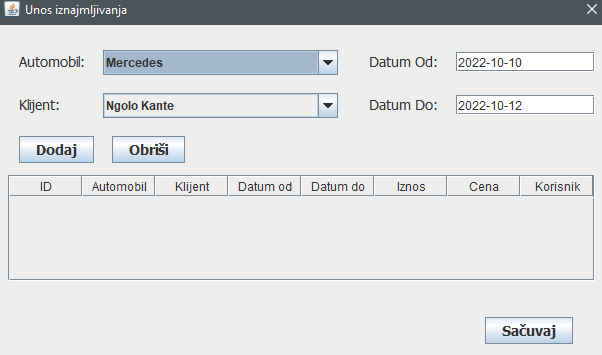 Unos iznajmljivanja
Automobil: Mercedes Datum Od: 2022-10-10
Klijent: Ngolo Kante Datum Do: 2022-10-12
Dodaj Obriši
ID Automobil Klijent Datum od Datum do Iznos Cena Korisnik
Sačuvaj